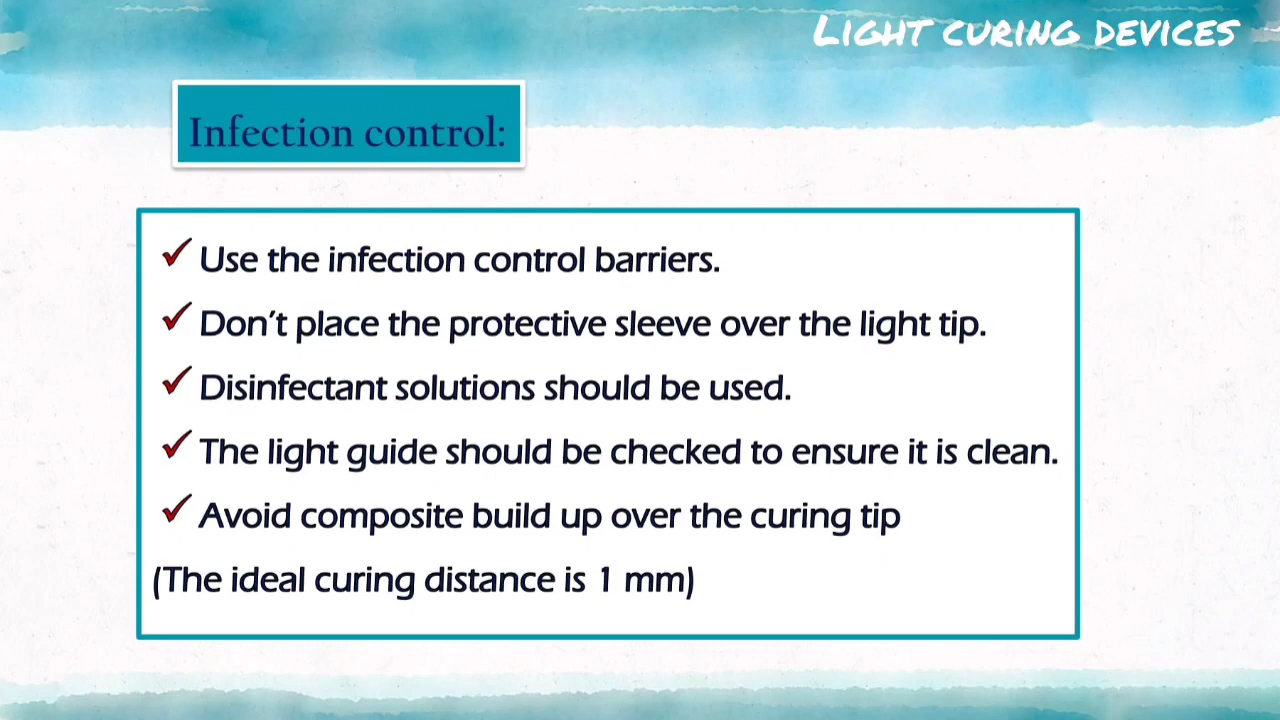 Light curing devices
Infection control:
✓ Use the infection control barriers.
✓ Don't place the protective sleeve over the light tip.
✓ Disinfectant solutions should be used.
✓ The light guide should be checked to ensure it is clean.
✓ Avoid composite build up over the curing tip
(The ideal curing distance is 1 mm)